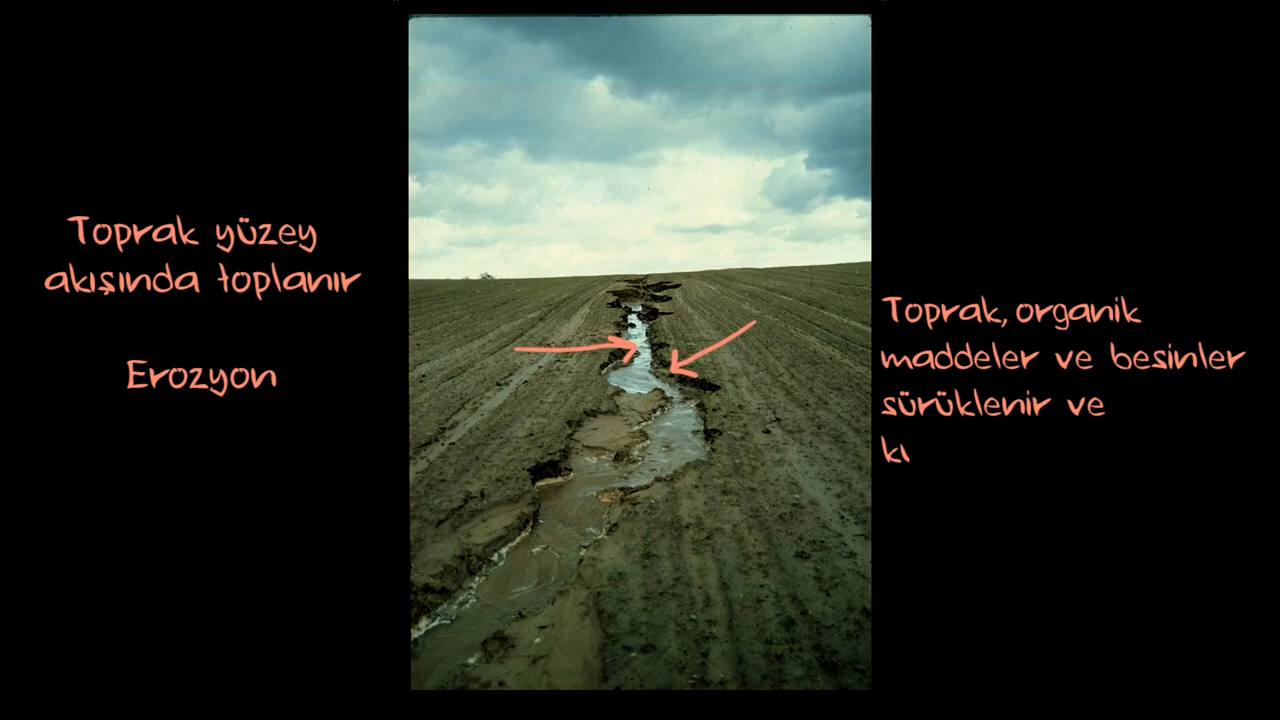 Toprak yüzey
akışında toplanır
Erozyon
Toprak, organik
maddeler ve besinler
sürüklenir ve
kı